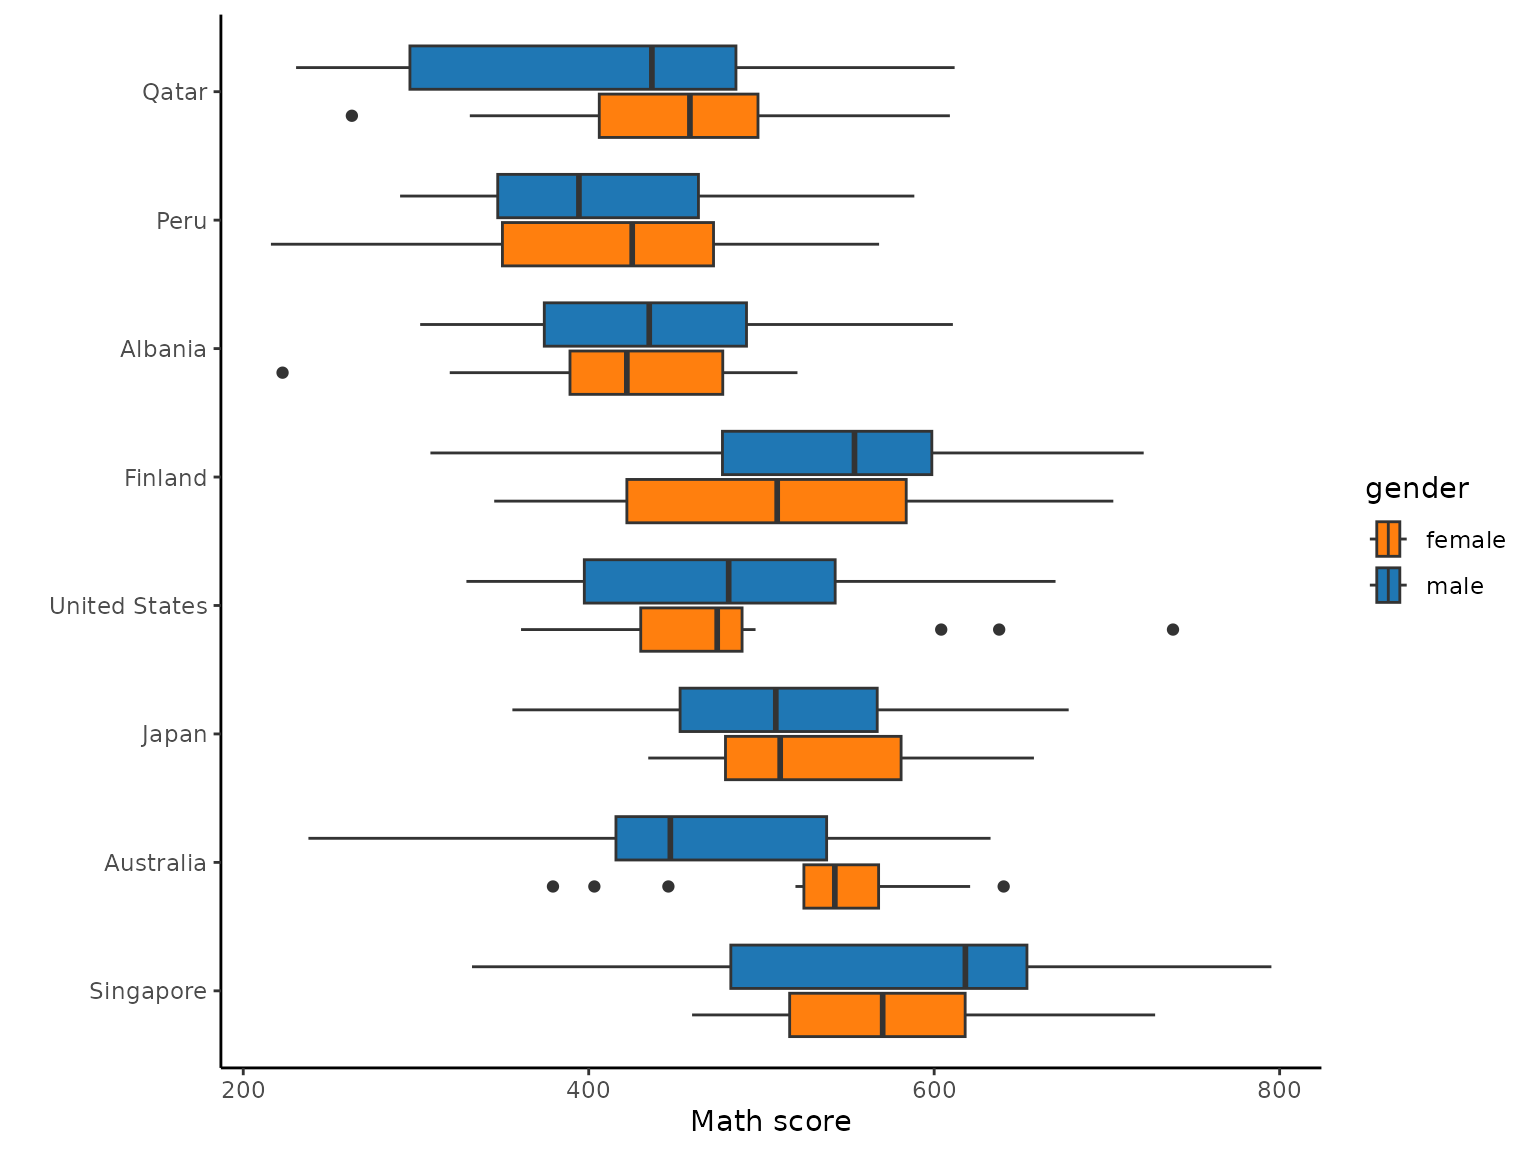 Qatar
Peru
Albania
Finland
United States
Japan
Australia
Singapore
200 400 600 800
Math score
gender
female
male